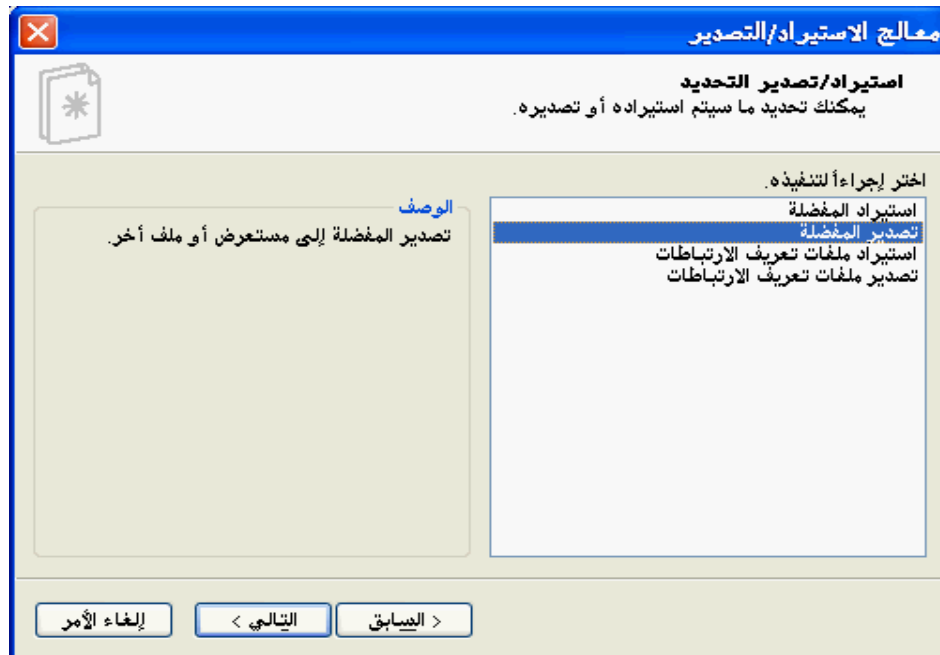 معالج الاستيراد/التصدير
استيراد/تصدير التحديد
يمكنك تحديد ما سيتم استيراده أو تصديره.
اختر إجراءاً لتنفيذه.
استيراد المفضلة
تصدير المفضلة
استيراد ملفات تعريف الارتباطات
تصدير ملفات تعريف الارتباطات
الوصف
تصدير المفضلة إلى مستعرض أو ملف أخر.
< السابق
التالي >
إلغاء الأمر